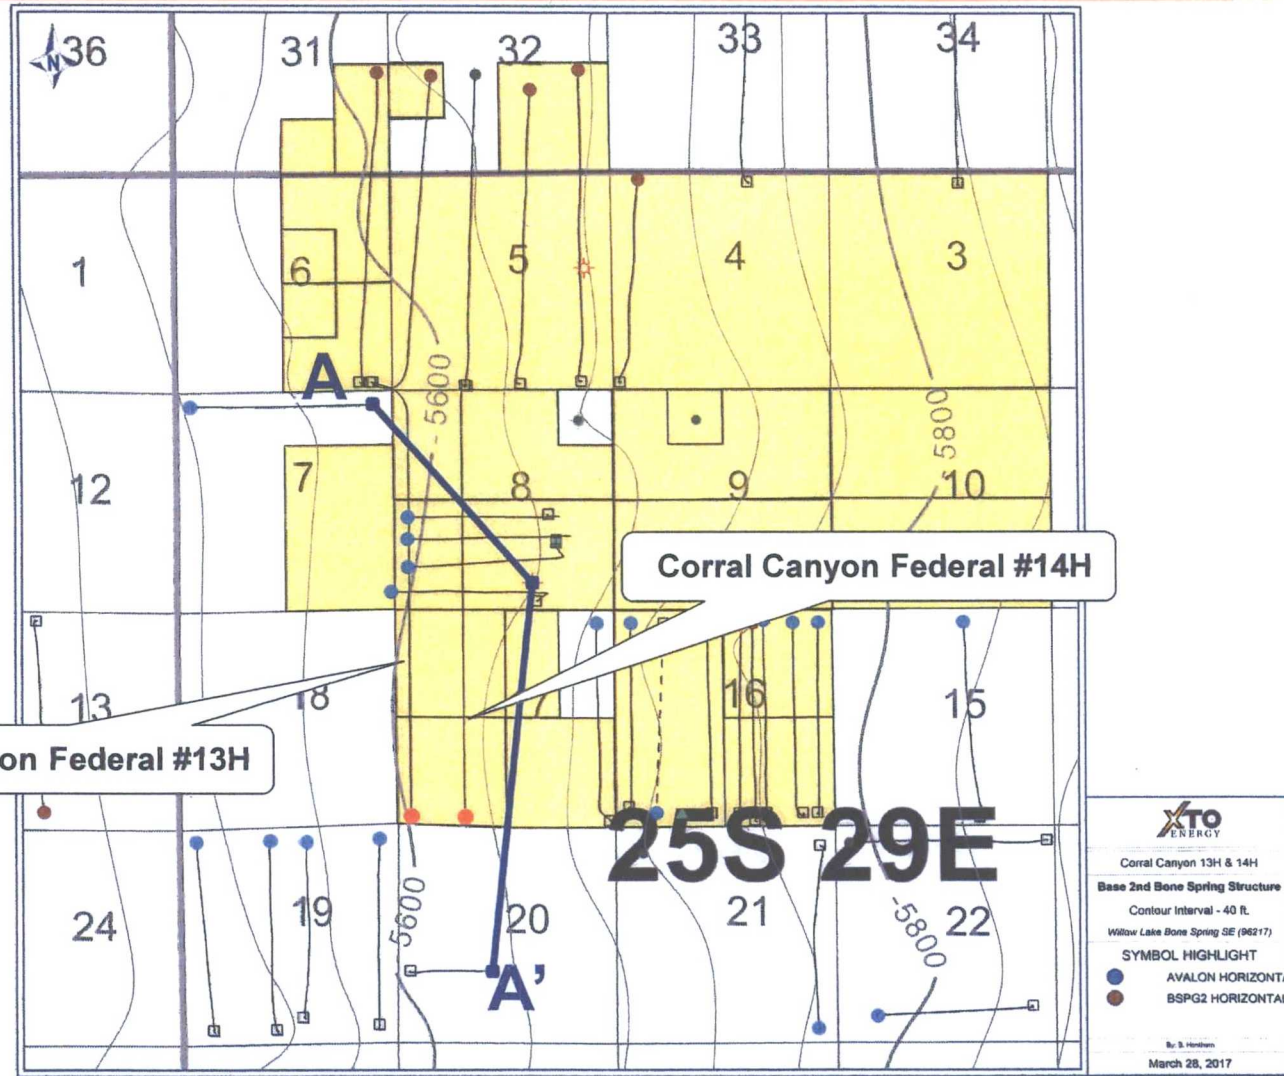 36
31
32
33
34
N
1
6
5
4
3
A
-5600
-5800
12
7
8
9
10
Corral Canyon Federal #14H
13
18
16
15
on Federal #13H
25S 29E
24
19
-5600
20
21
-5800
22
A'
XTO
ENERGY
Corral Canyon 13H & 14H
Base 2nd Bone Spring Structure
Contour Interval - 40 ft.
Willow Lake Bone Spring SE (96217)
SYMBOL HIGHLIGHT
AVALON HORIZONTA
BSPG2 HORIZONTAL
March 28, 2017